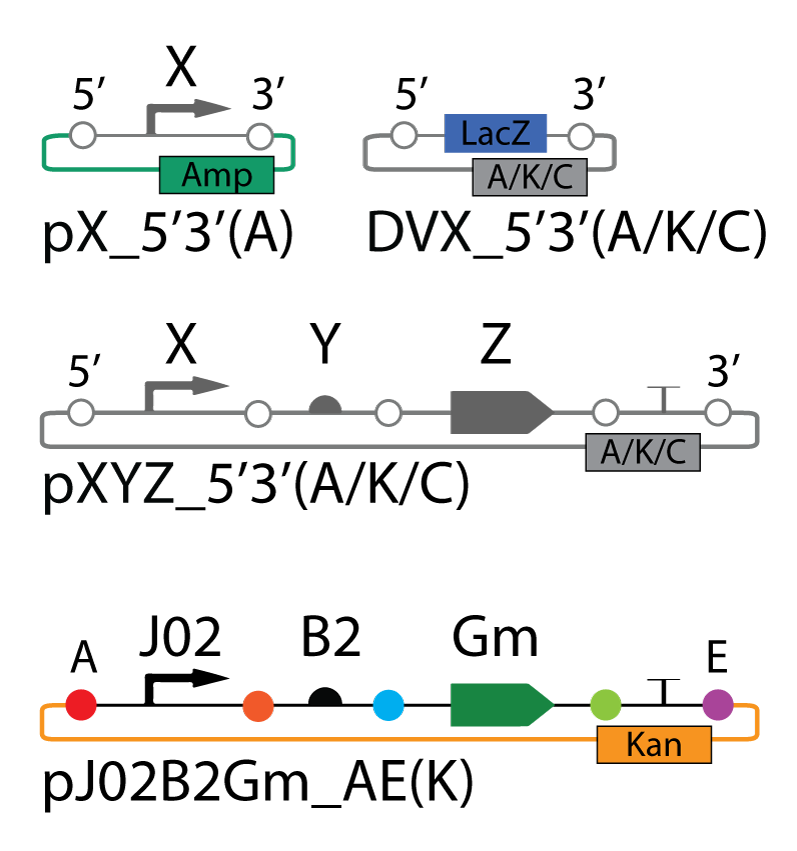 X
5’ 3’
Amp
pX_5’3’(A)
5’ 3’
LacZ
A/K/C
DVX_5’3’(A/K/C)
X Y Z
5’ 3’
A/K/C
pXYZ_5’3’(A/K/C)
J02 B2 Gm
A E
Kan
pJ02B2Gm_AE(K)